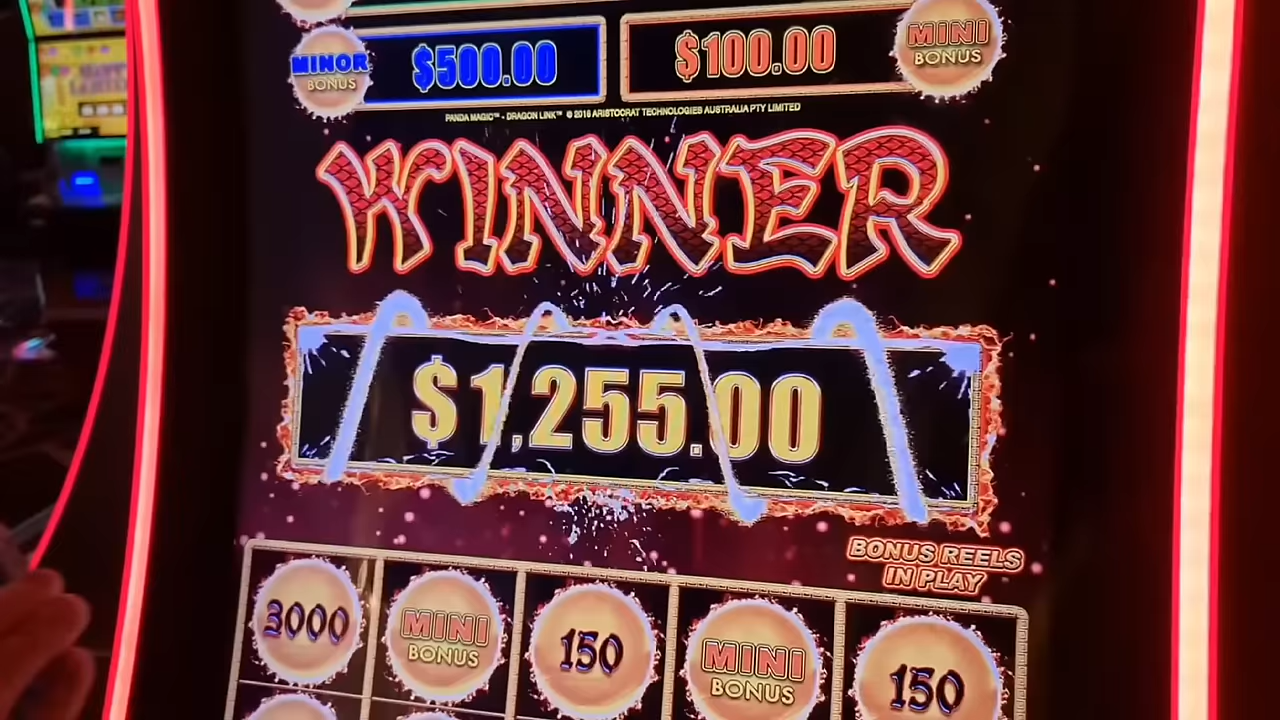 MINOR
BONUS
$500.00
$100.00
MINI
BONUS
PANDA MAGIC™ - DRAGON LINK™ © 2016 ARISTOCRAT TECHNOLOGIES AUSTRALIA PTY LIMITED
WINNER
$1,255.00
BONUS REELS
IN PLAY
3000
MINI
BONUS
150
MINI
BONUS
150